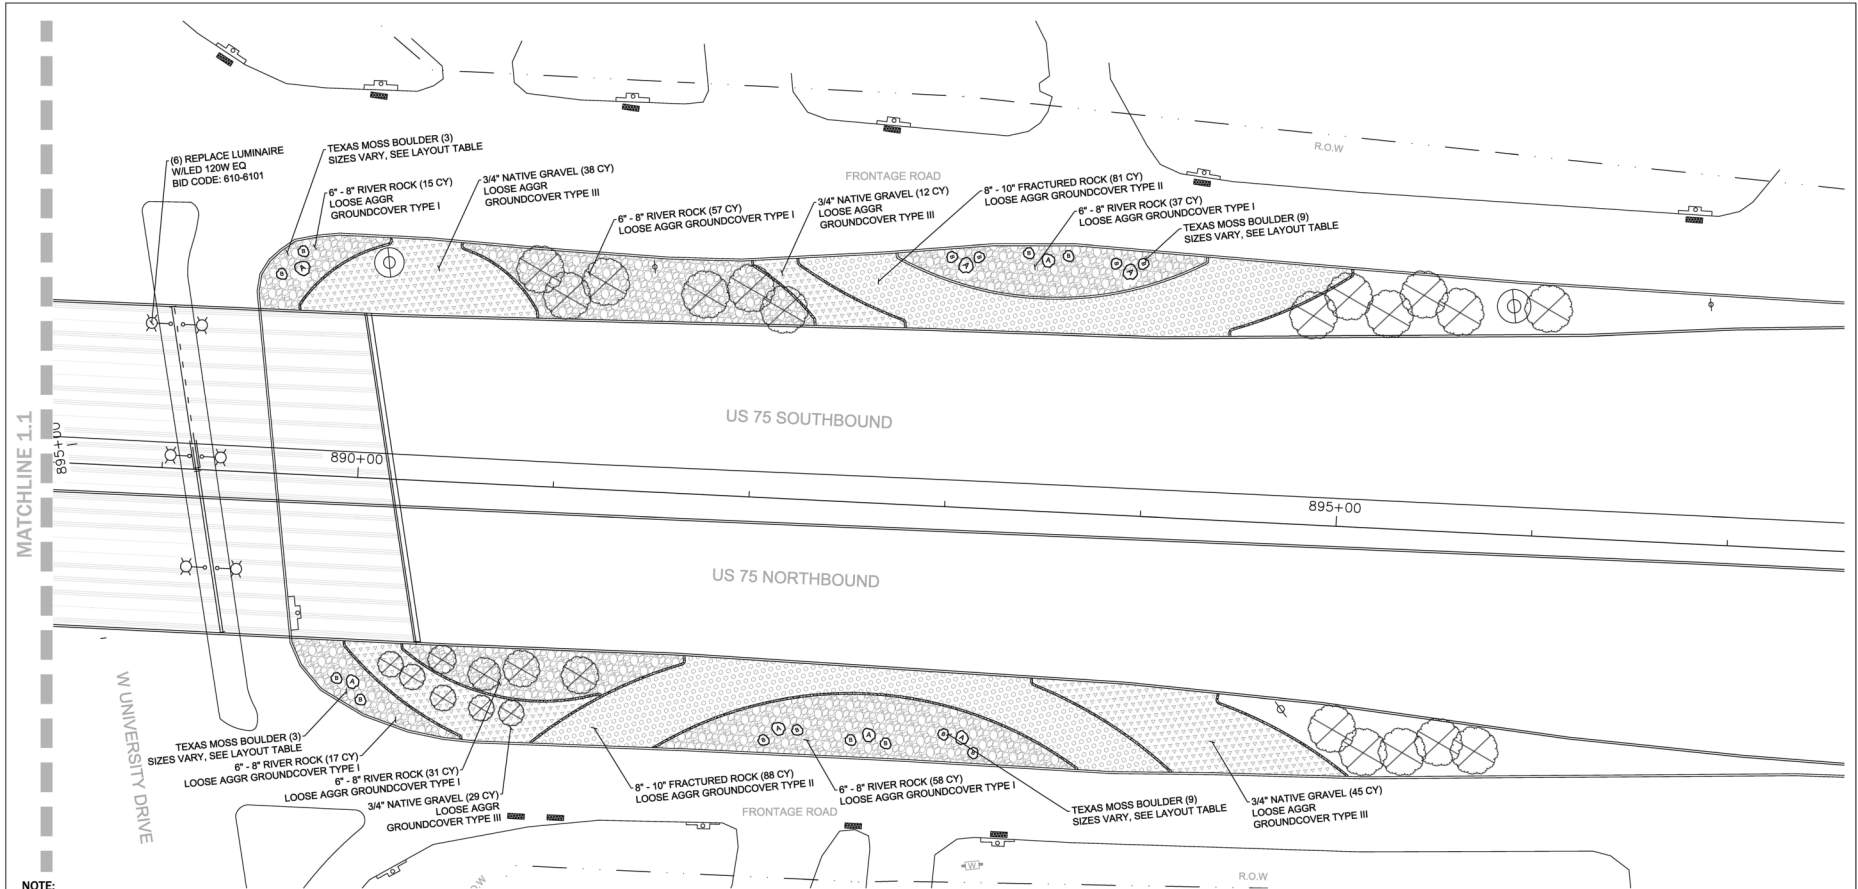 (6) REPLACE LUMINAIRE
W/LED 120W EQ
BID CODE: 610-6101
TEXAS MOSS BOULDER (3)
SIZES VARY, SEE LAYOUT TABLE
6" - 8" RIVER ROCK (15 CY)
LOOSE AGGR
GROUNDCOVER TYPE I
3/4" NATIVE GRAVEL (38 CY)
LOOSE AGGR
GROUNDCOVER TYPE III
6" - 8" RIVER ROCK (57 CY)
LOOSE AGGR GROUNDCOVER TYPE I
FRONTAGE ROAD
3/4" NATIVE GRAVEL (12 CY)
LOOSE AGGR
GROUNDCOVER TYPE III
8" - 10" FRACTURED ROCK (81 CY)
LOOSE AGGR GROUNDCOVER TYPE II
6" - 8" RIVER ROCK (37 CY)
LOOSE AGGR GROUNDCOVER TYPE I
TEXAS MOSS BOULDER (9)
SIZES VARY, SEE LAYOUT TABLE
R.O.W
B
B
A
B
A
B
B
A
B
B
A
B
US 75 SOUTHBOUND
MATCHLINE 1.1
895+00
890+00
895+00
US 75 NORTHBOUND
W UNIVERSITY DRIVE
B
A
B
B
A
B
B
A
B
B
A
B
TEXAS MOSS BOULDER (3)
SIZES VARY, SEE LAYOUT TABLE
6" - 8" RIVER ROCK (17 CY)
LOOSE AGGR GROUNDCOVER TYPE I
6" - 8" RIVER ROCK (31 CY)
LOOSE AGGR GROUNDCOVER TYPE I
3/4" NATIVE GRAVEL (29 CY)
LOOSE AGGR
GROUNDCOVER TYPE III
8" - 10" FRACTURED ROCK (88 CY)
LOOSE AGGR GROUNDCOVER TYPE II
6" - 8" RIVER ROCK (58 CY)
LOOSE AGGR GROUNDCOVER TYPE I
FRONTAGE ROAD
TEXAS MOSS BOULDER (9)
SIZES VARY, SEE LAYOUT TABLE
3/4" NATIVE GRAVEL (45 CY)
LOOSE AGGR
GROUNDCOVER TYPE III
W
R.O.W
NOTE: